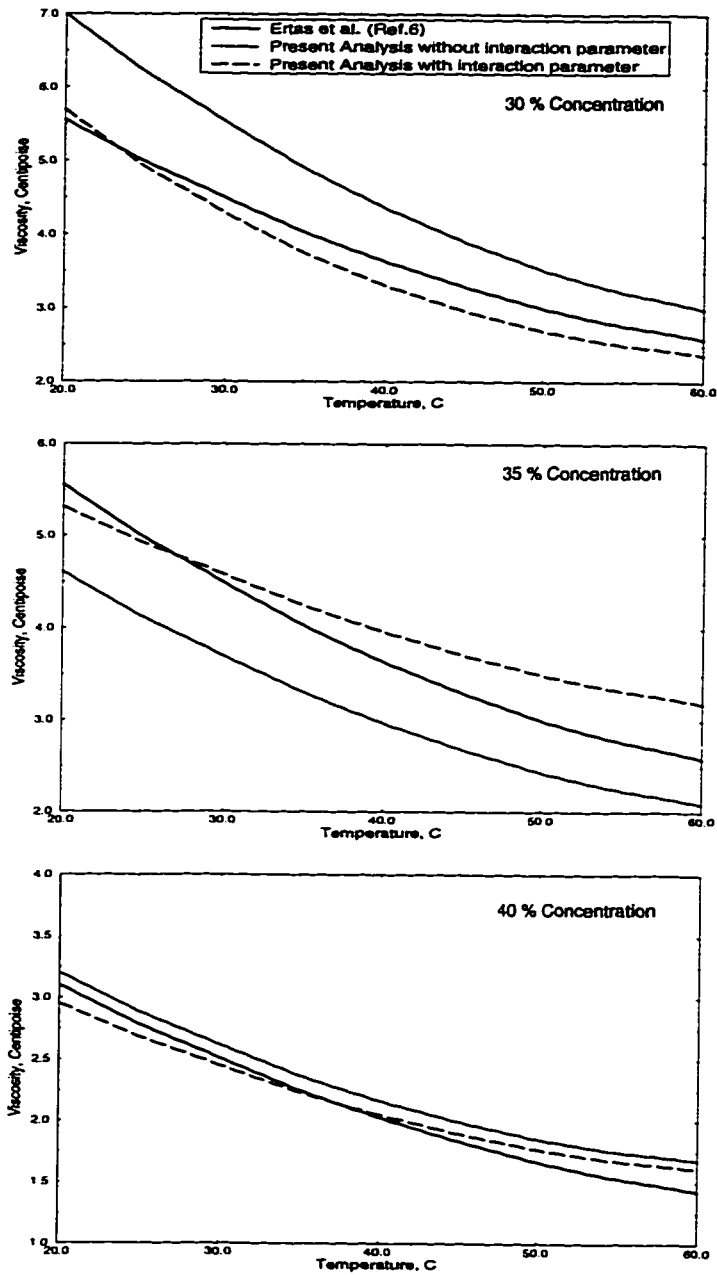 Ertas et al. (Ref.6)
Present Analysis without interaction parameter
Present Analysis with interaction parameter
30 % Concentration
Viscosity, Centipoise
7.0
6.0
5.0
4.0
3.0
2.0
20.0 30.0 40.0 50.0 60.0
Temperature, C
35 % Concentration
Viscosity, Centipoise
6.0
5.0
4.0
3.0
2.0
20.0 30.0 40.0 50.0 60.0
Temperature, C
40 % Concentration
Viscosity, Centipoise
4.0
3.5
3.0
2.5
2.0
1.5
1 0
20.0 30.0 40.0 50.0 60.0
Temperature, C